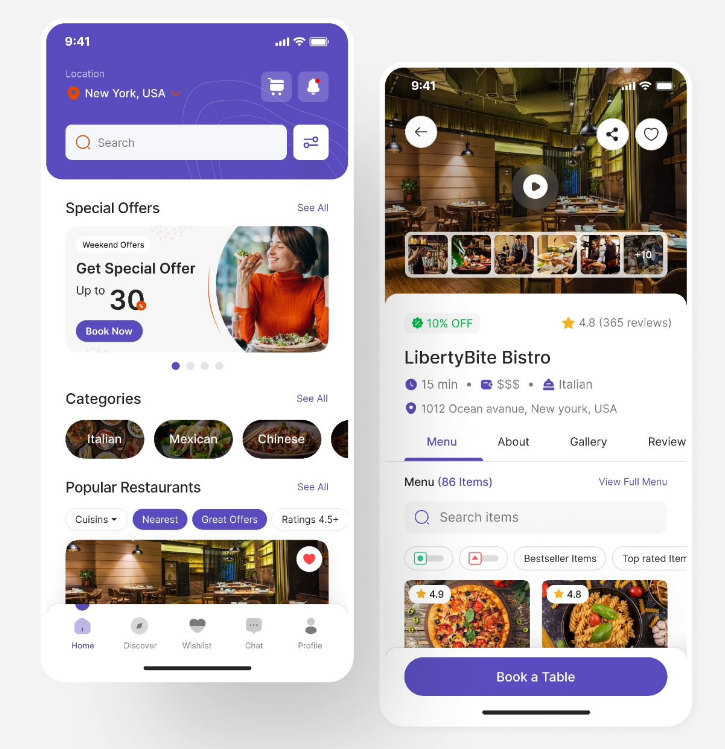 9:41
Location
New York, USA
Search
Special Offers
See All
Weekend Offers
Get Special Offer
Up to 30%
Book Now
Categories
See All
Italian
Mexican
Chinese
Popular Restaurants
See All
Cuisins
Nearest
Great Offers
Ratings 4.5+
Home
Discover
Wishlist
Chat
Profile
9:41
+10
10% OFF
4.8 (365 reviews)
LibertyBite Bistro
15 min • $$$ • Italian
1012 Ocean avanue, New yourk, USA
Menu
About
Gallery
Review
Menu (86 Items)
View Full Menu
Search items
Bestseller Items
Top rated Item
4.9
4.8
Book a Table